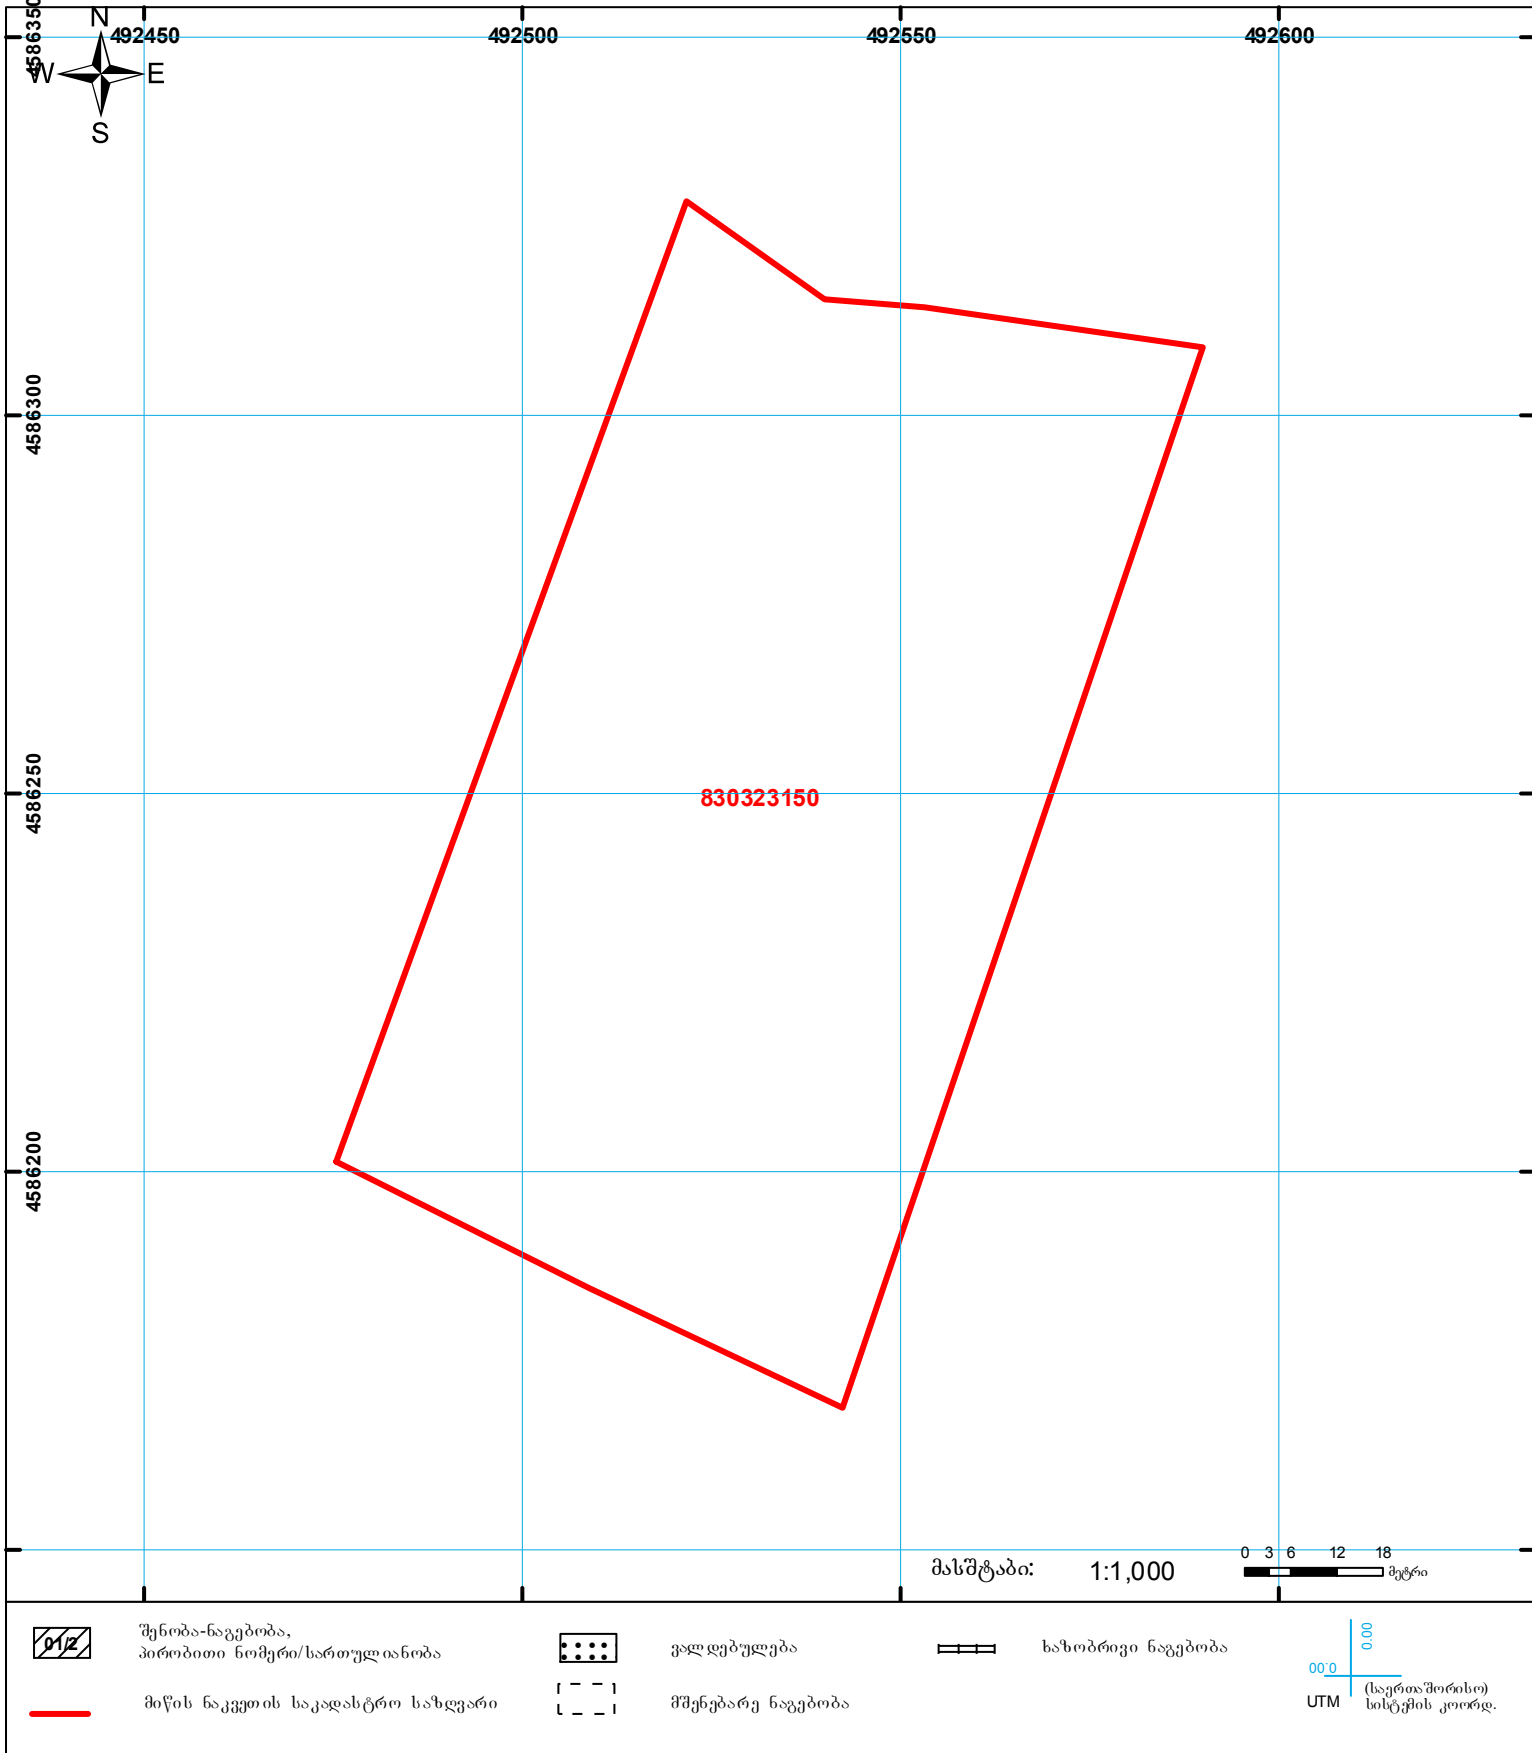 4586350
N
492450
492500
492550
492600
W
E
S
4586300
4586250
830323150
4586200
მასშტაბი:
1:1,000
0 3 6 12 18
მეტრი
01/2
შენობა-ნაგებობა,
პირობითი ნომერი/სართულიანობა
ვალდებულება
ხაზობრივი ნაგებობა
0.00
00'0
UTM
(საერთაშორისო)
სისტემის კოორდ.
მიწის ნაკვეთის საკადასტრო საზღვარი
მშენებარე ნაგებობა